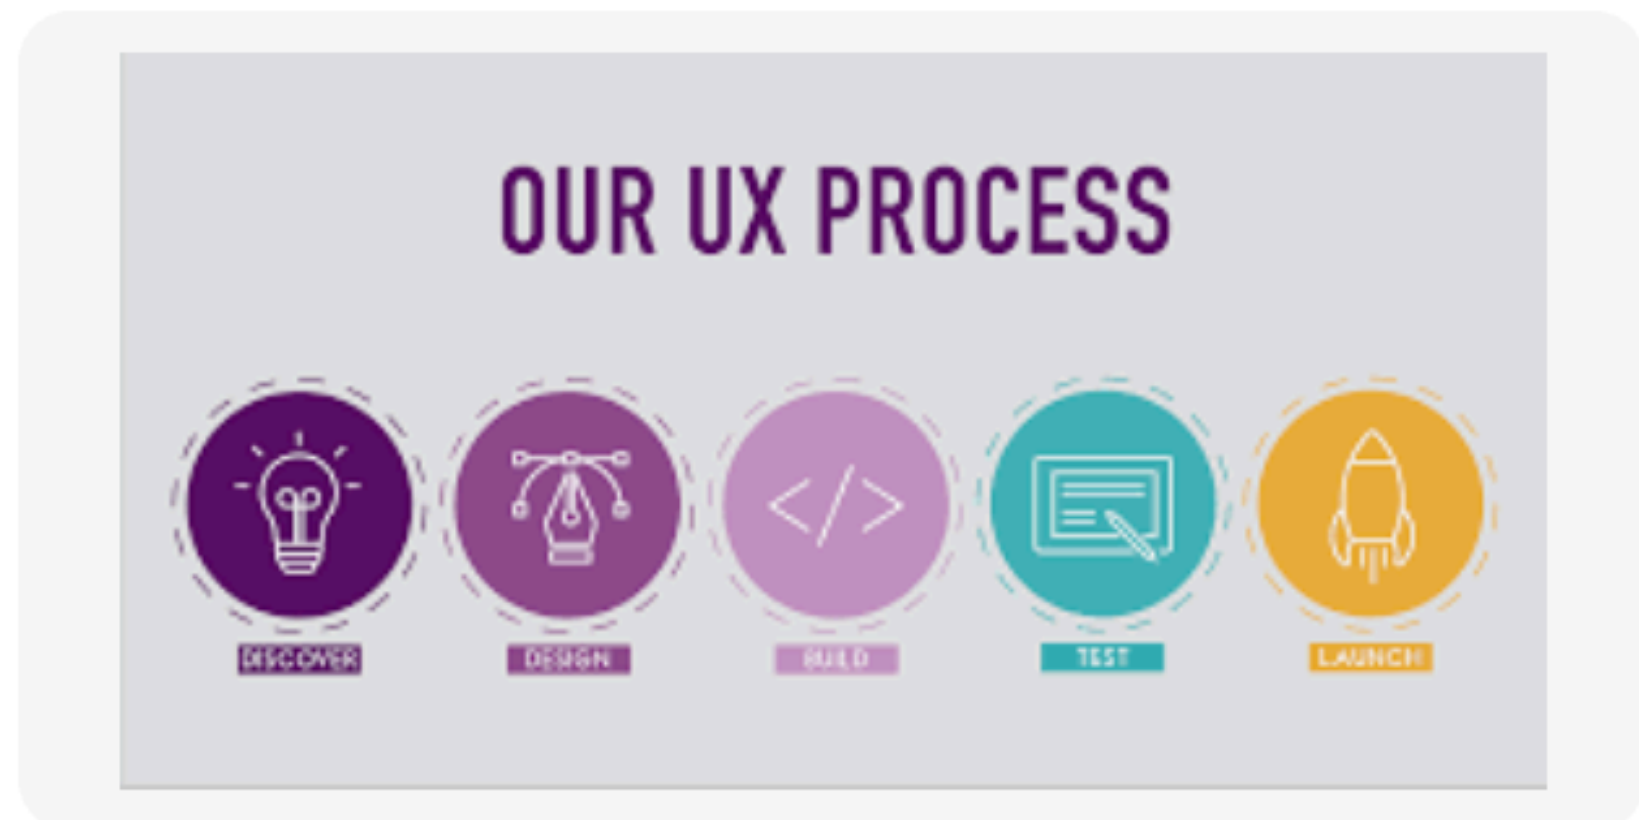 OUR UX PROCESS
DISCOVER
DESIGN
BUILD
TEST
LAUNCH